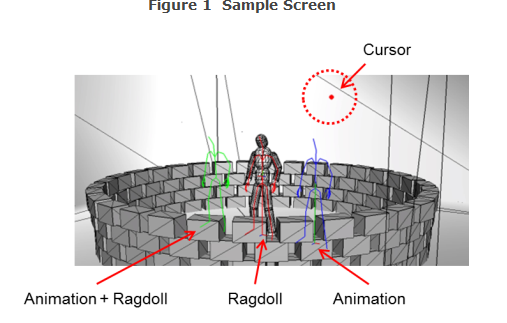 Figure 1 Sample Screen
Cursor
Animation + Ragdoll
Ragdoll
Animation